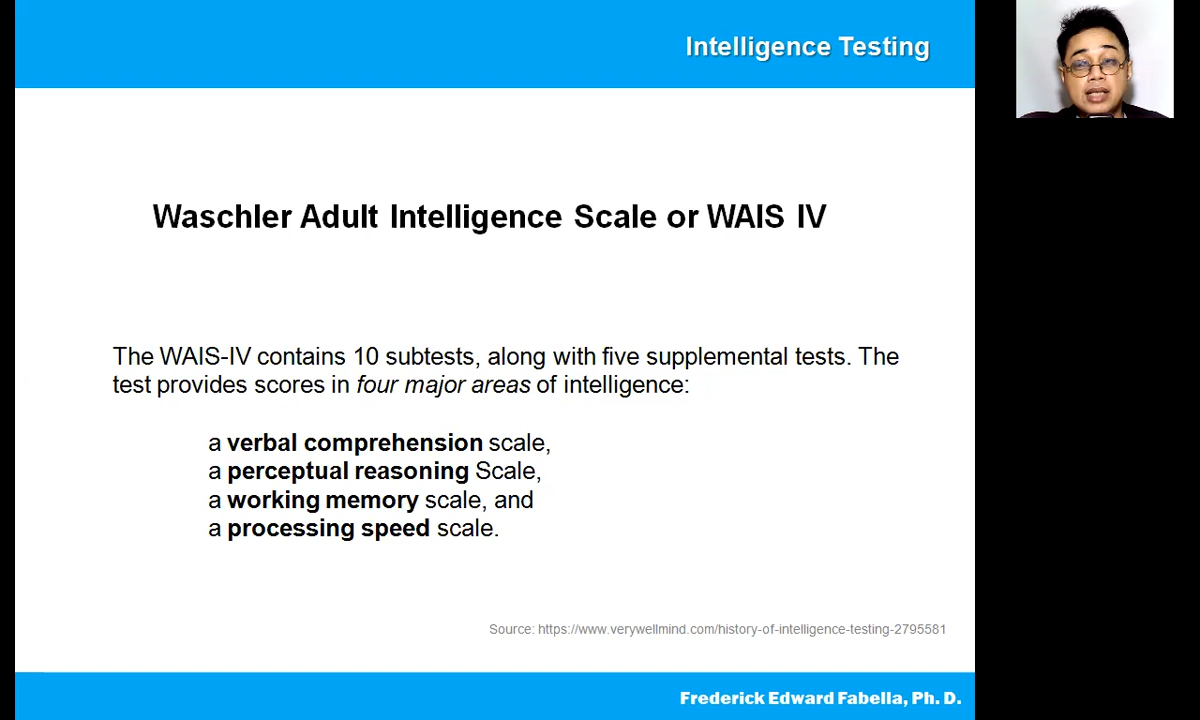 Intelligence Testing
Waschler Adult Intelligence Scale or WAIS IV
The WAIS-IV contains 10 subtests, along with five supplemental tests. The
test provides scores in four major areas of intelligence:
a verbal comprehension scale,
a perceptual reasoning Scale,
a working memory scale, and
a processing speed scale.
Source: https://www.verywellmind.com/history-of-intelligence-testing-2795581
Frederick Edward Fabella, Ph. D.